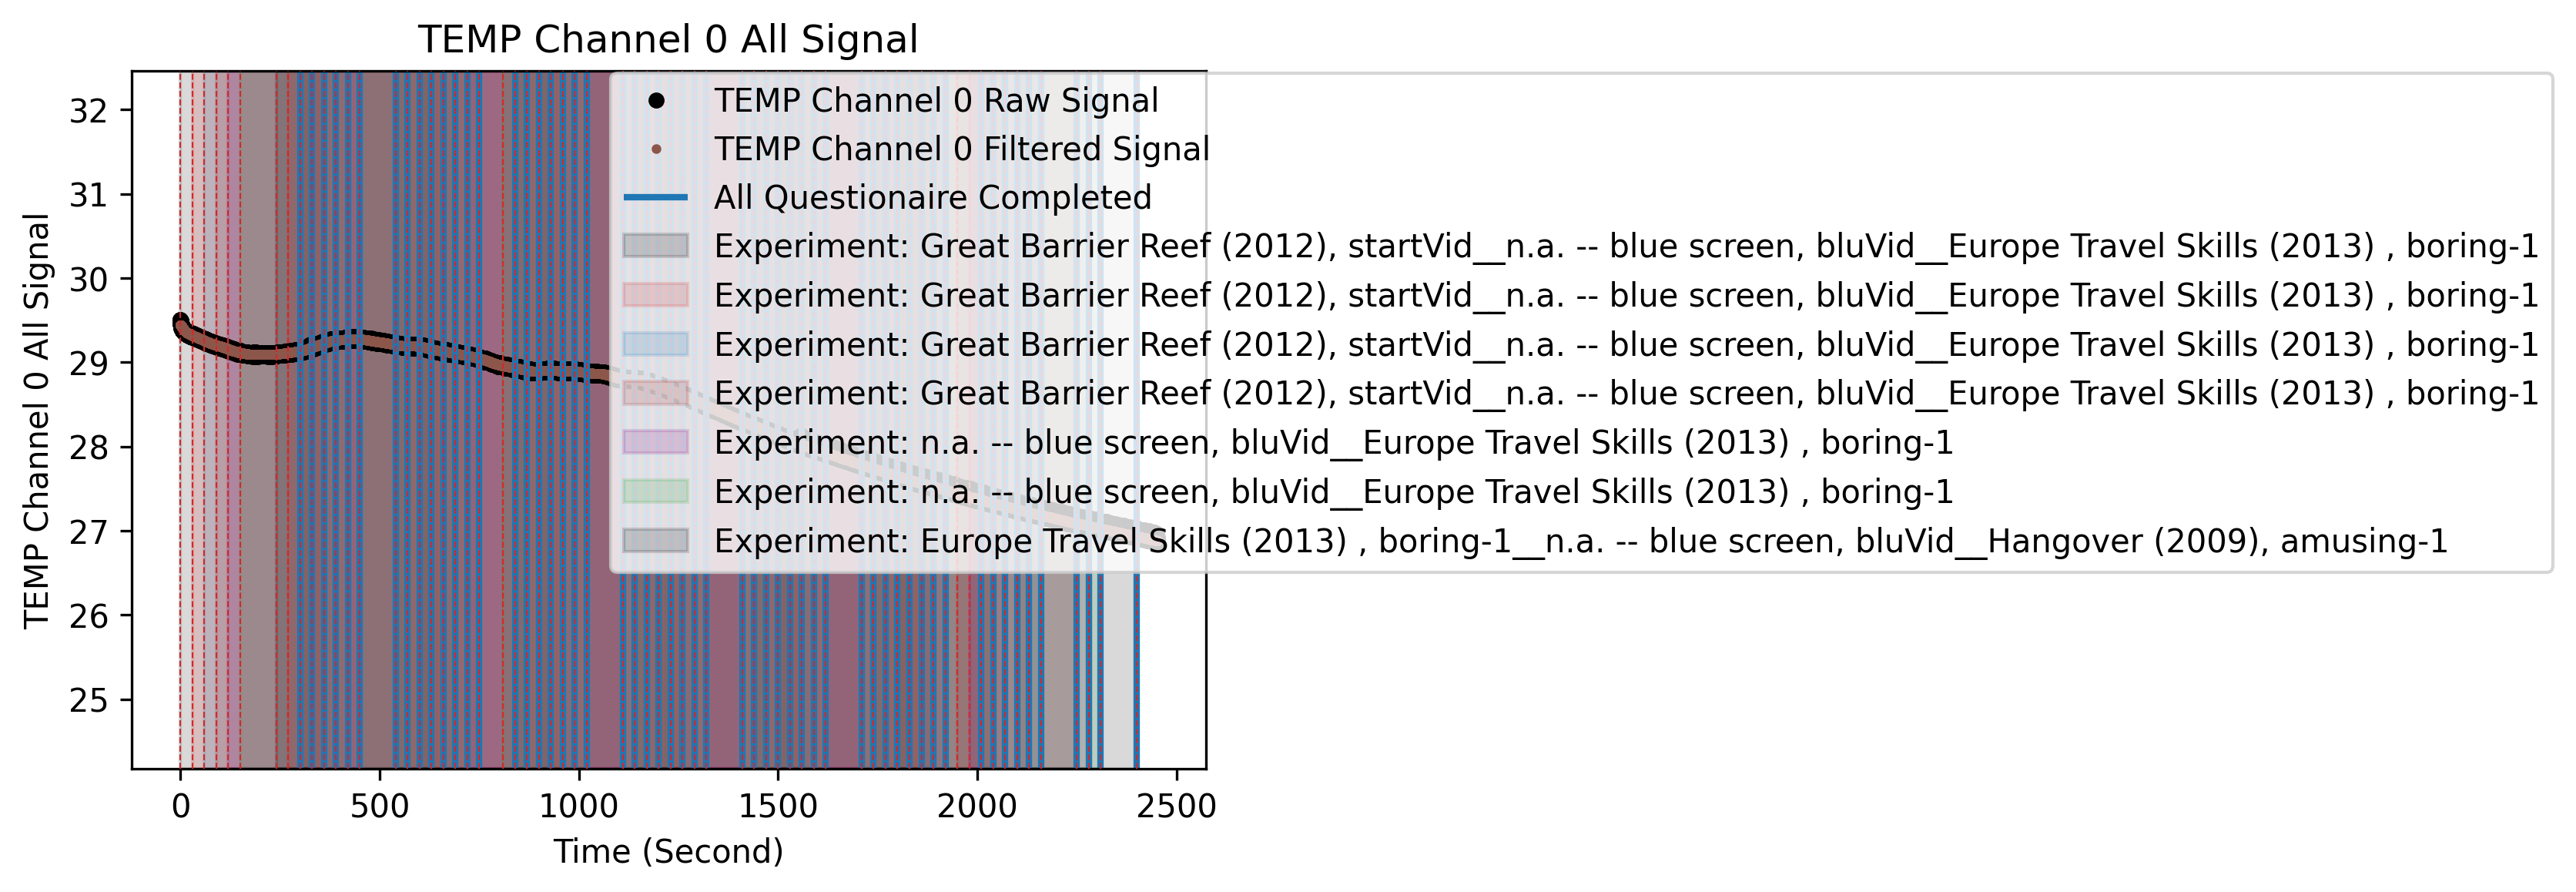 TEMP Channel 0 All Signal
TEMP Channel 0 All Signal
32
31
30
29
28
27
26
25
TEMP Channel 0 Raw Signal
TEMP Channel 0 Filtered Signal
All Questionaire Completed
Experiment: Great Barrier Reef (2012), startVid__n.a. -- blue screen, bluVid__Europe Travel Skills (2013) , boring-1
Experiment: Great Barrier Reef (2012), startVid__n.a. -- blue screen, bluVid__Europe Travel Skills (2013) , boring-1
Experiment: Great Barrier Reef (2012), startVid__n.a. -- blue screen, bluVid__Europe Travel Skills (2013) , boring-1
Experiment: Great Barrier Reef (2012), startVid__n.a. -- blue screen, bluVid__Europe Travel Skills (2013) , boring-1
Experiment: n.a. -- blue screen, bluVid__Europe Travel Skills (2013) , boring-1
Experiment: n.a. -- blue screen, bluVid__Europe Travel Skills (2013) , boring-1
Experiment: Europe Travel Skills (2013) , boring-1__n.a. -- blue screen, bluVid__Hangover (2009), amusing-1
0 500 1000 1500 2000 2500
Time (Second)